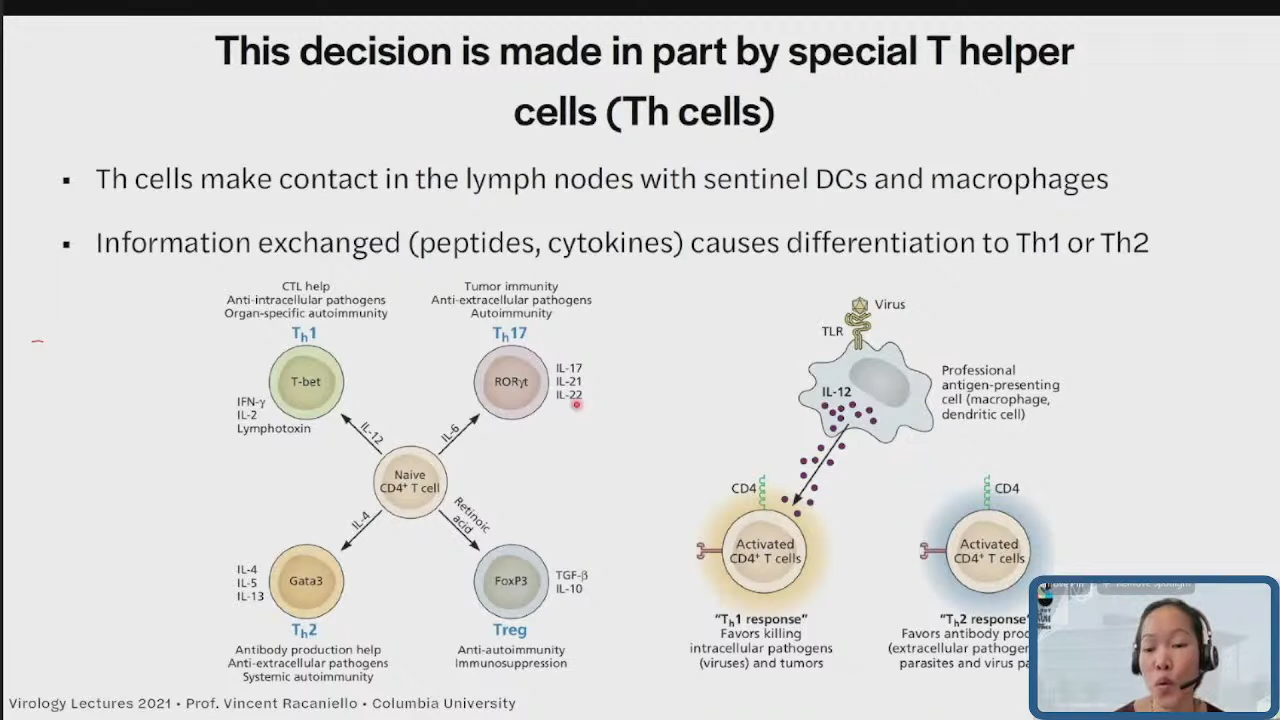 This decision is made in part by special T helper
cells (Th cells)
▪ Th cells make contact in the lymph nodes with sentinel DCs and macrophages
▪ Information exchanged (peptides, cytokines) causes differentiation to Th1 or Th2
CTL help
Anti-intracellular pathogens
Organ-specific autoimmunity
Th1
T-bet
IFN-γ
IL-2
Lymphotoxin
Tumor immunity
Anti-extracellular pathogens
Autoimmunity
Th17
RORγt
IL-17
IL-21
IL-22
IL-12
IL-6
Naive
CD4+ T cell
IL-4
Retinoic
acid
IL-4
IL-5
IL-13
Gata3
Th2
Antibody production help
Anti-extracellular pathogens
Systemic autoimmunity
FoxP3
TGF-β
IL-10
Treg
Anti-autoimmunity
Immunosuppression
Virus
TLR
IL-12
Professional
antigen-presenting
cell (macrophage,
dendritic cell)
CD4
Activated
CD4+ T cells
"Th1 response"
Favors killing
intracellular pathogens
(viruses) and tumors
CD4
Activated
CD4+ T cells
"Th2 response"
Favors antibody
(extracellular
parasites and virus
Virology Lectures 2021 • Prof. Vincent Racaniello • Columbia University